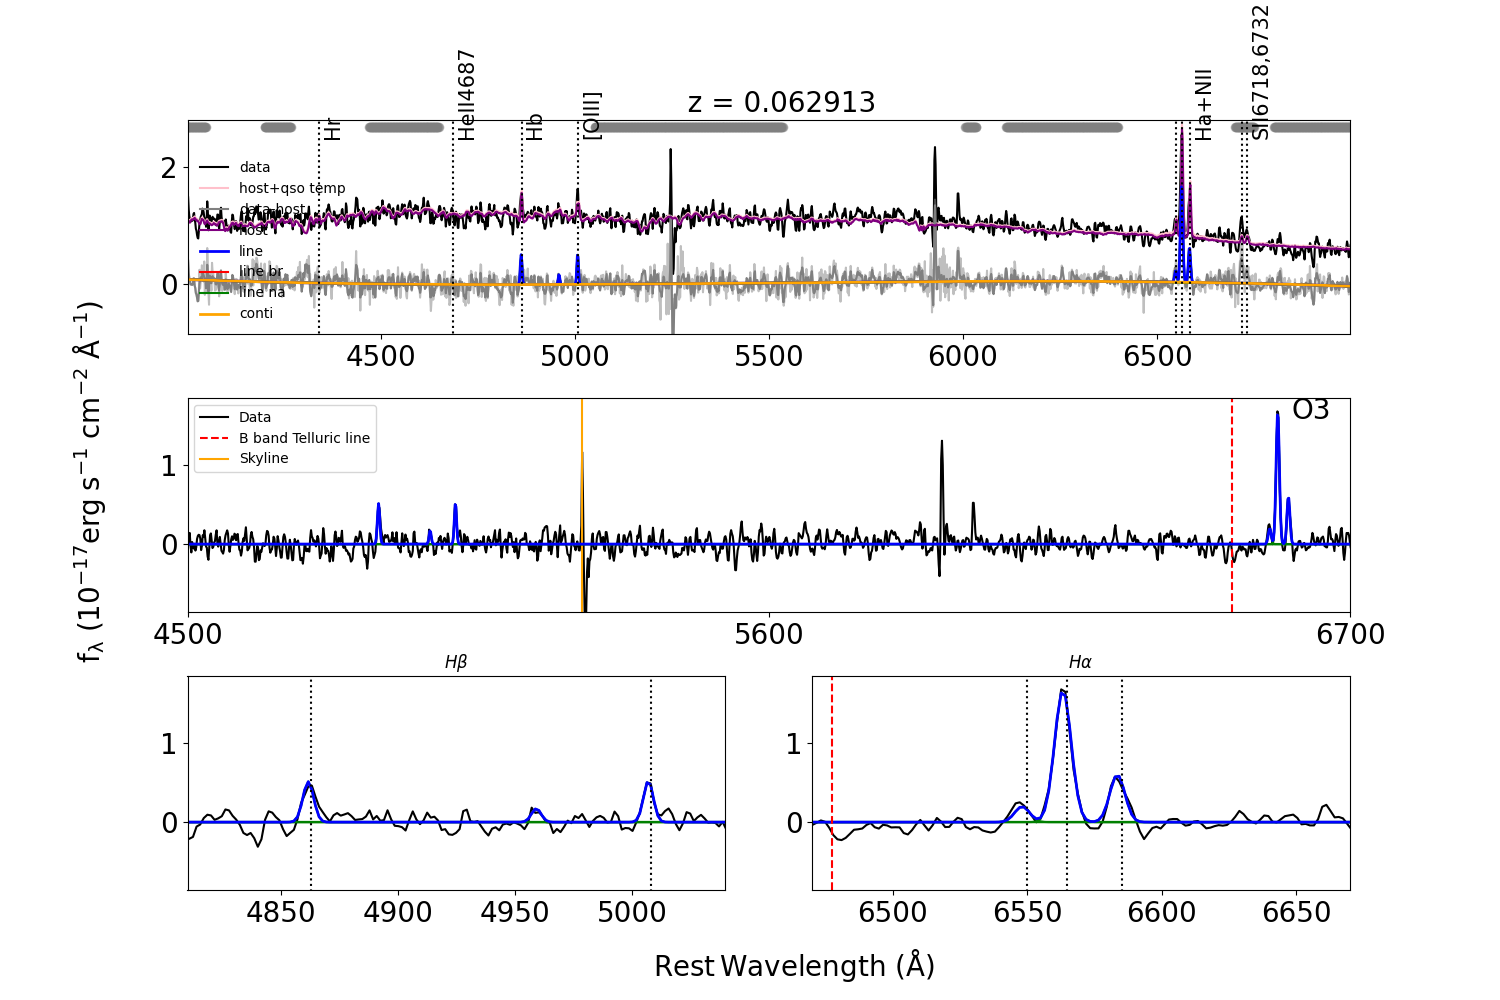 Hr
HeII4687
Hb
[OIII]
Ha+NII
SII6718,6732
z = 0.062913
data
host+qso temp
data-host
host
line
line br
line na
conti
2
0
4500
5000
5500
6000
6500
Data
B band Telluric line
Skyline
O3
1
0
4500
5600
6700
fλ (10⁻¹⁷erg s⁻¹ cm⁻² Å⁻¹)
Hβ
1
0
4850
4900
4950
5000
Hα
1
0
6500
6550
6600
6650
Rest Wavelength (Å)